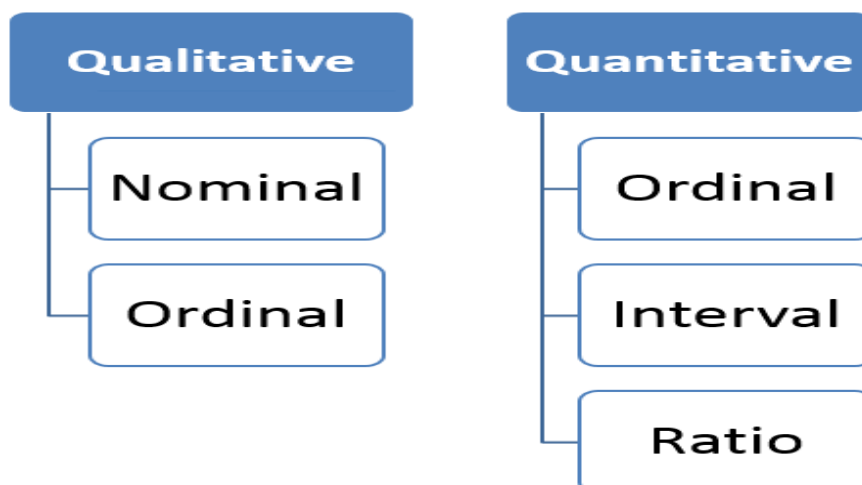 Qualitative
Nominal
Ordinal
Quantitative
Ordinal
Interval
Ratio